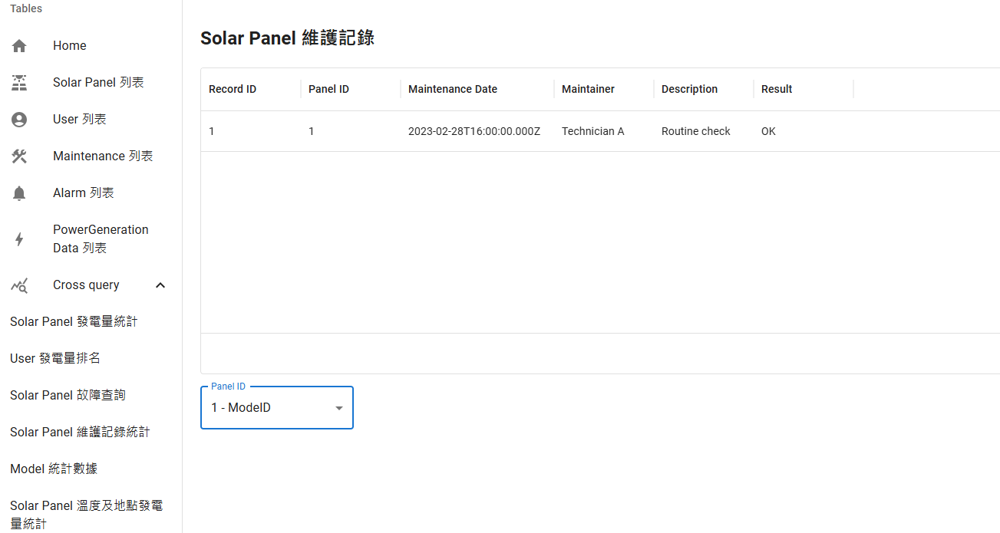 Tables
Home
Solar Panel 列表
User 列表
Maintenance 列表
Alarm 列表
PowerGeneration
Data 列表
Cross query
Solar Panel 發電量統計
User 發電量排名
Solar Panel 故障查詢
Solar Panel 維護記錄統計
Model 統計數據
Solar Panel 溫度及地點發電
量統計
Solar Panel 維護記錄
Record ID Panel ID Maintenance Date Maintainer Description Result
1 1 2023-02-28T16:00:00.000Z Technician A Routine check OK
Panel ID
1 - ModeID